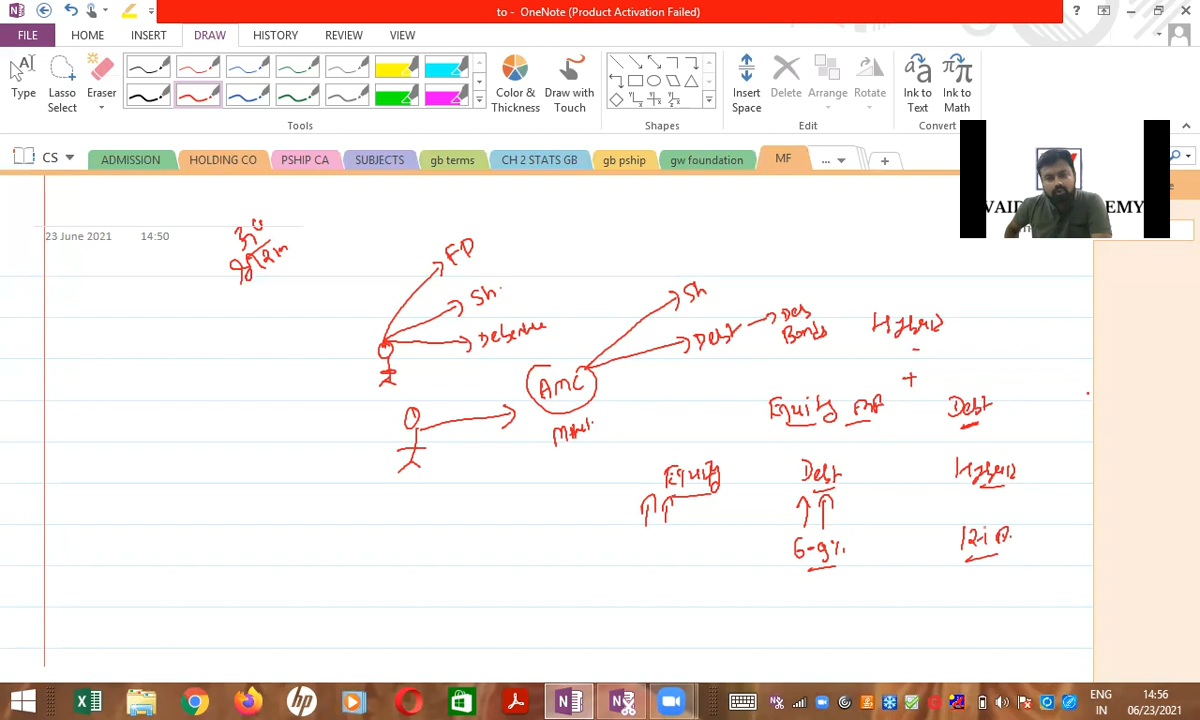 to - OneNote (Product Activation Failed)
FILE HOME INSERT DRAW HISTORY REVIEW VIEW
Type
Lasso Select
Eraser
Color & Thickness
Draw with Touch
Insert Space
Delete
Arrange
Rotate
Ink to Text
Ink to Math
Tools
Shapes
Edit
Convert
CS
ADMISSION HOLDING CO PSHIP CA SUBJECTS gb terms CH 2 STATS GB gb pship gw foundation MF ...
23 June 2021 14:50
FD
Sh.
Debenture
AMC
Sh
Debt
Deb
Bonds
Hybrid
+
Equity
Debt
Equity
Debt
Hybrid
6-9%
ENG
IN
14:56
06/23/2021